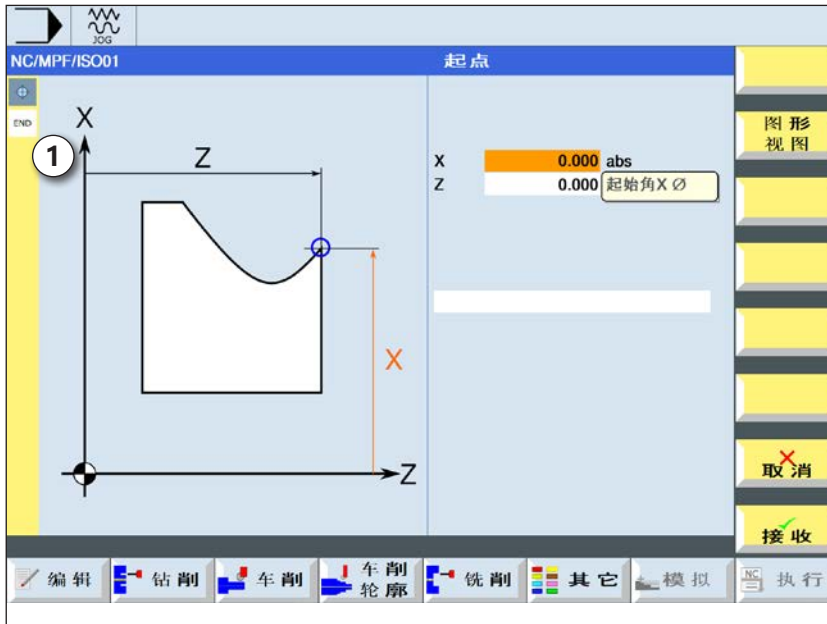 JOG
NC/MPF/ISO01
起点
END
1
X
Z
X
Z
X 0.000 abs
Z 0.000 起始角X Ø
图形
视图
取消
接收
编辑
钻削
车削
车削
轮廓
铣削
其它
模拟
NC
执行